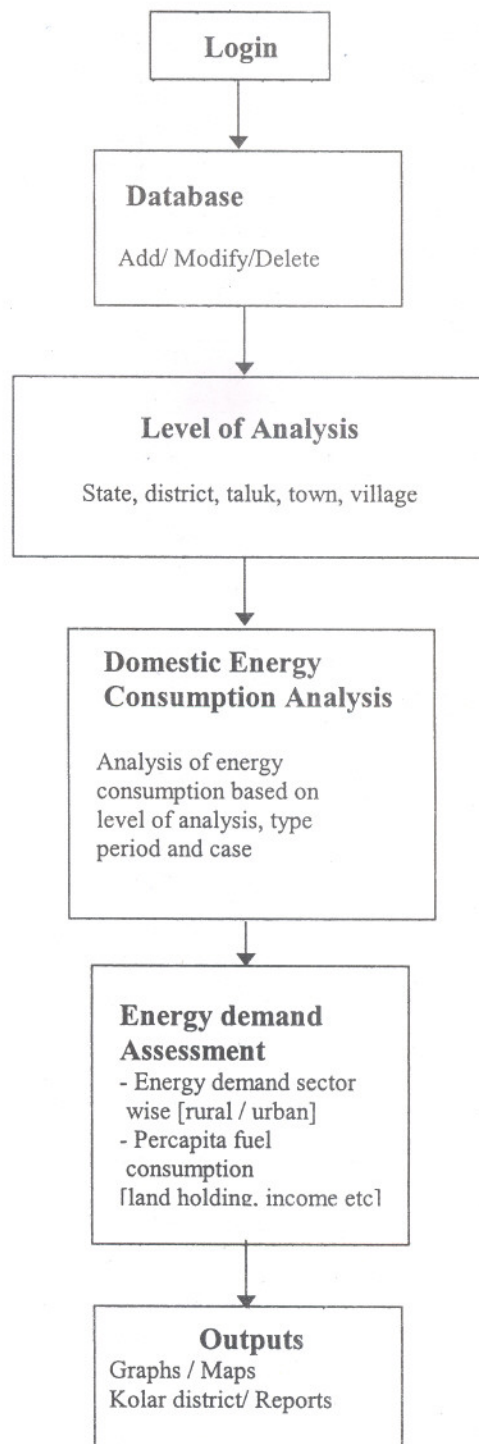 Login
Database
Add/ Modify/Delete
Level of Analysis
State, district, taluk, town, village
Domestic Energy
Consumption Analysis
Analysis of energy
consumption based on
level of analysis, type
period and case
Energy demand
Assessment
- Energy demand sector
wise [rural / urban]
- Percapita fuel
consumption
[land holding, income etc]
Outputs
Graphs / Maps
Kolar district/ Reports